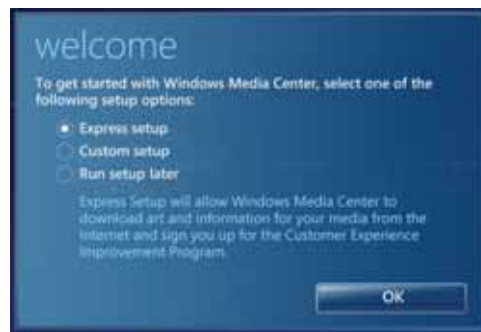 welcome
To get started with Windows Media Center, select one of the
following setup options:
Express setup
Custom setup
Run setup later
Express Setup will allow Windows Media Center to
download art and information for your media from the
Internet and sign you up for the Customer Experience
Improvement Program.
OK